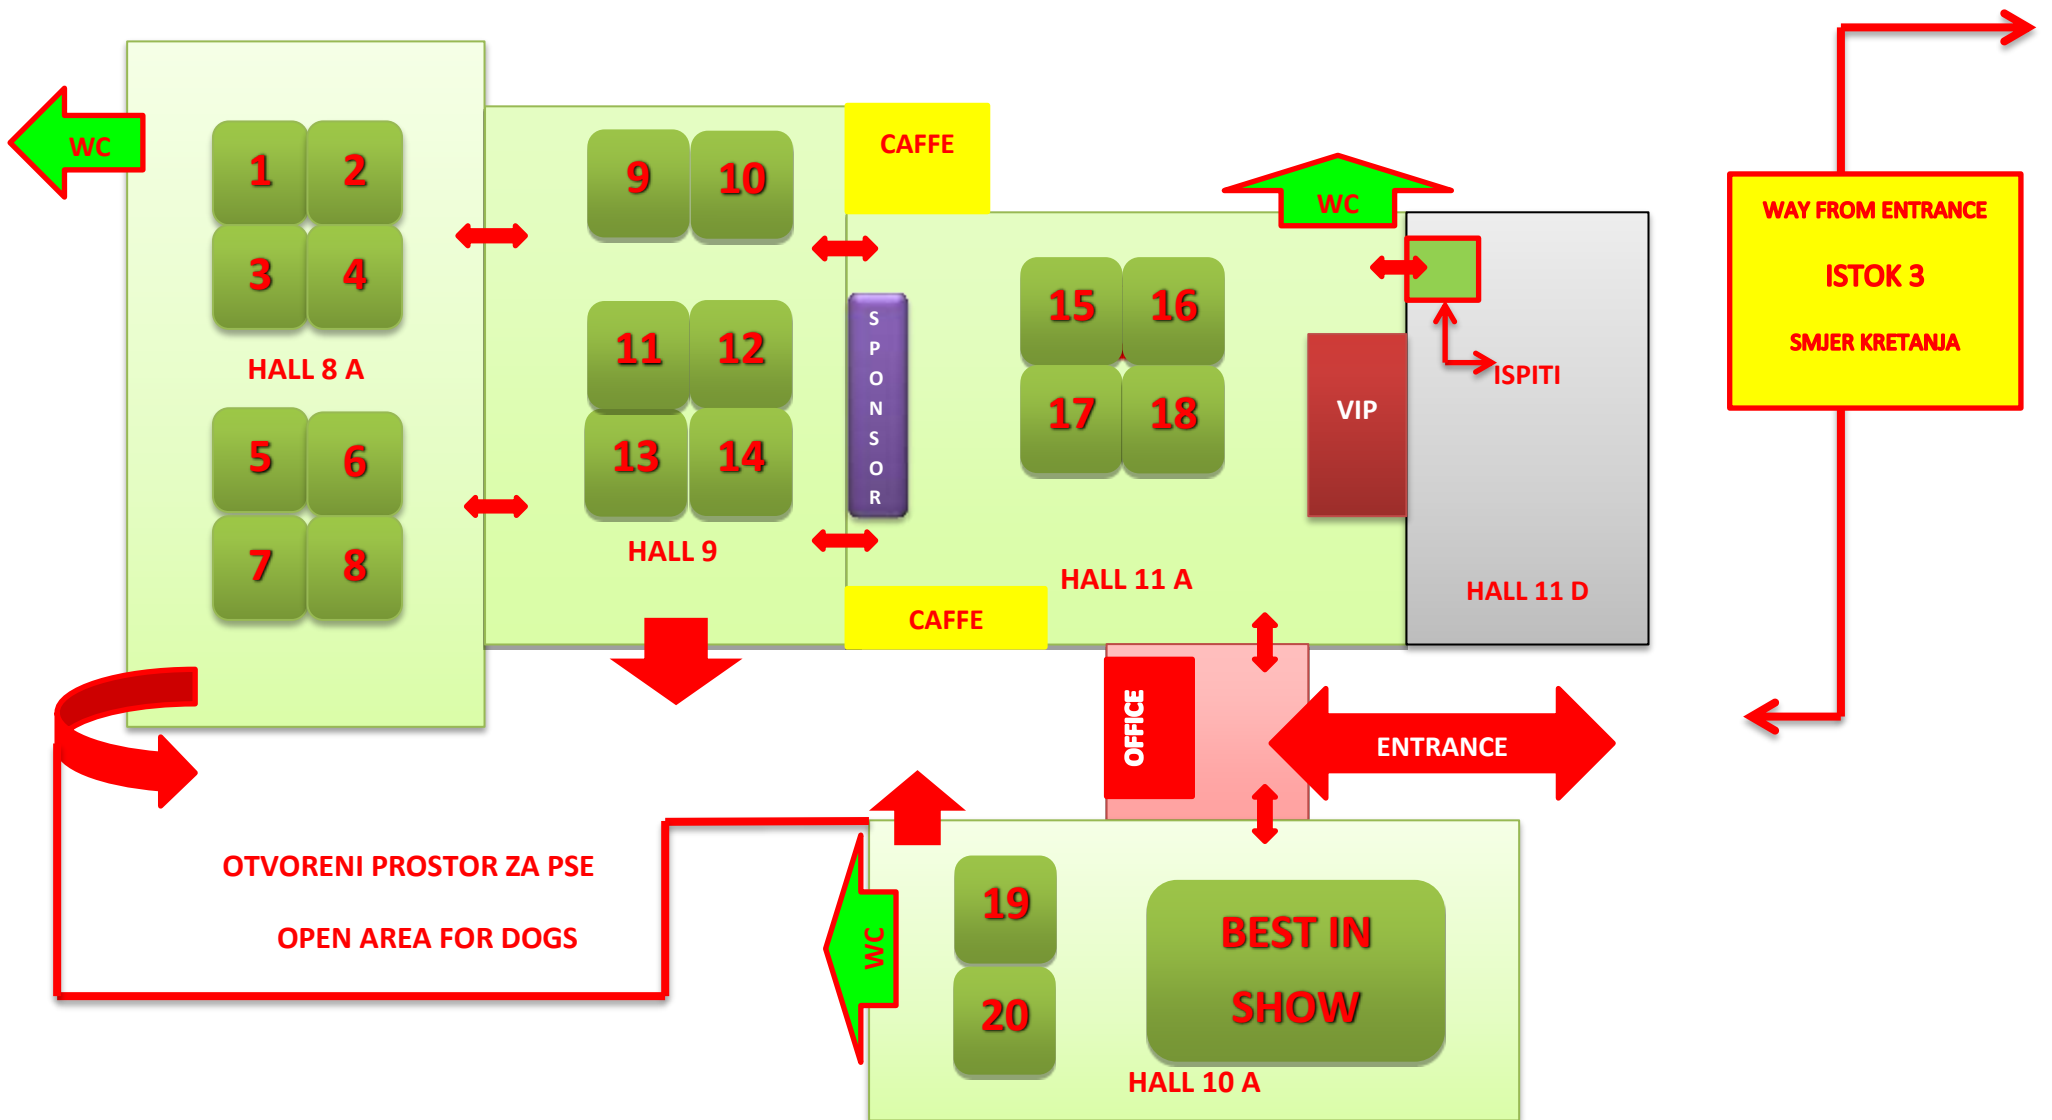 WC
1
2
3
4
HALL 8 A
5
6
7
8
9
10
11
12
13
14
HALL 9
CAFFE
SPONSOR
CAFFE
15
16
17
18
HALL 11 A
WC
VIP
ISPITI
HALL 11 D
WAY FROM ENTRANCE
ISTOK 3
SMJER KRETANJA
OFFICE
ENTRANCE
OTVORENI PROSTOR ZA PSE
OPEN AREA FOR DOGS
WC
19
20
BEST IN
SHOW
HALL 10 A